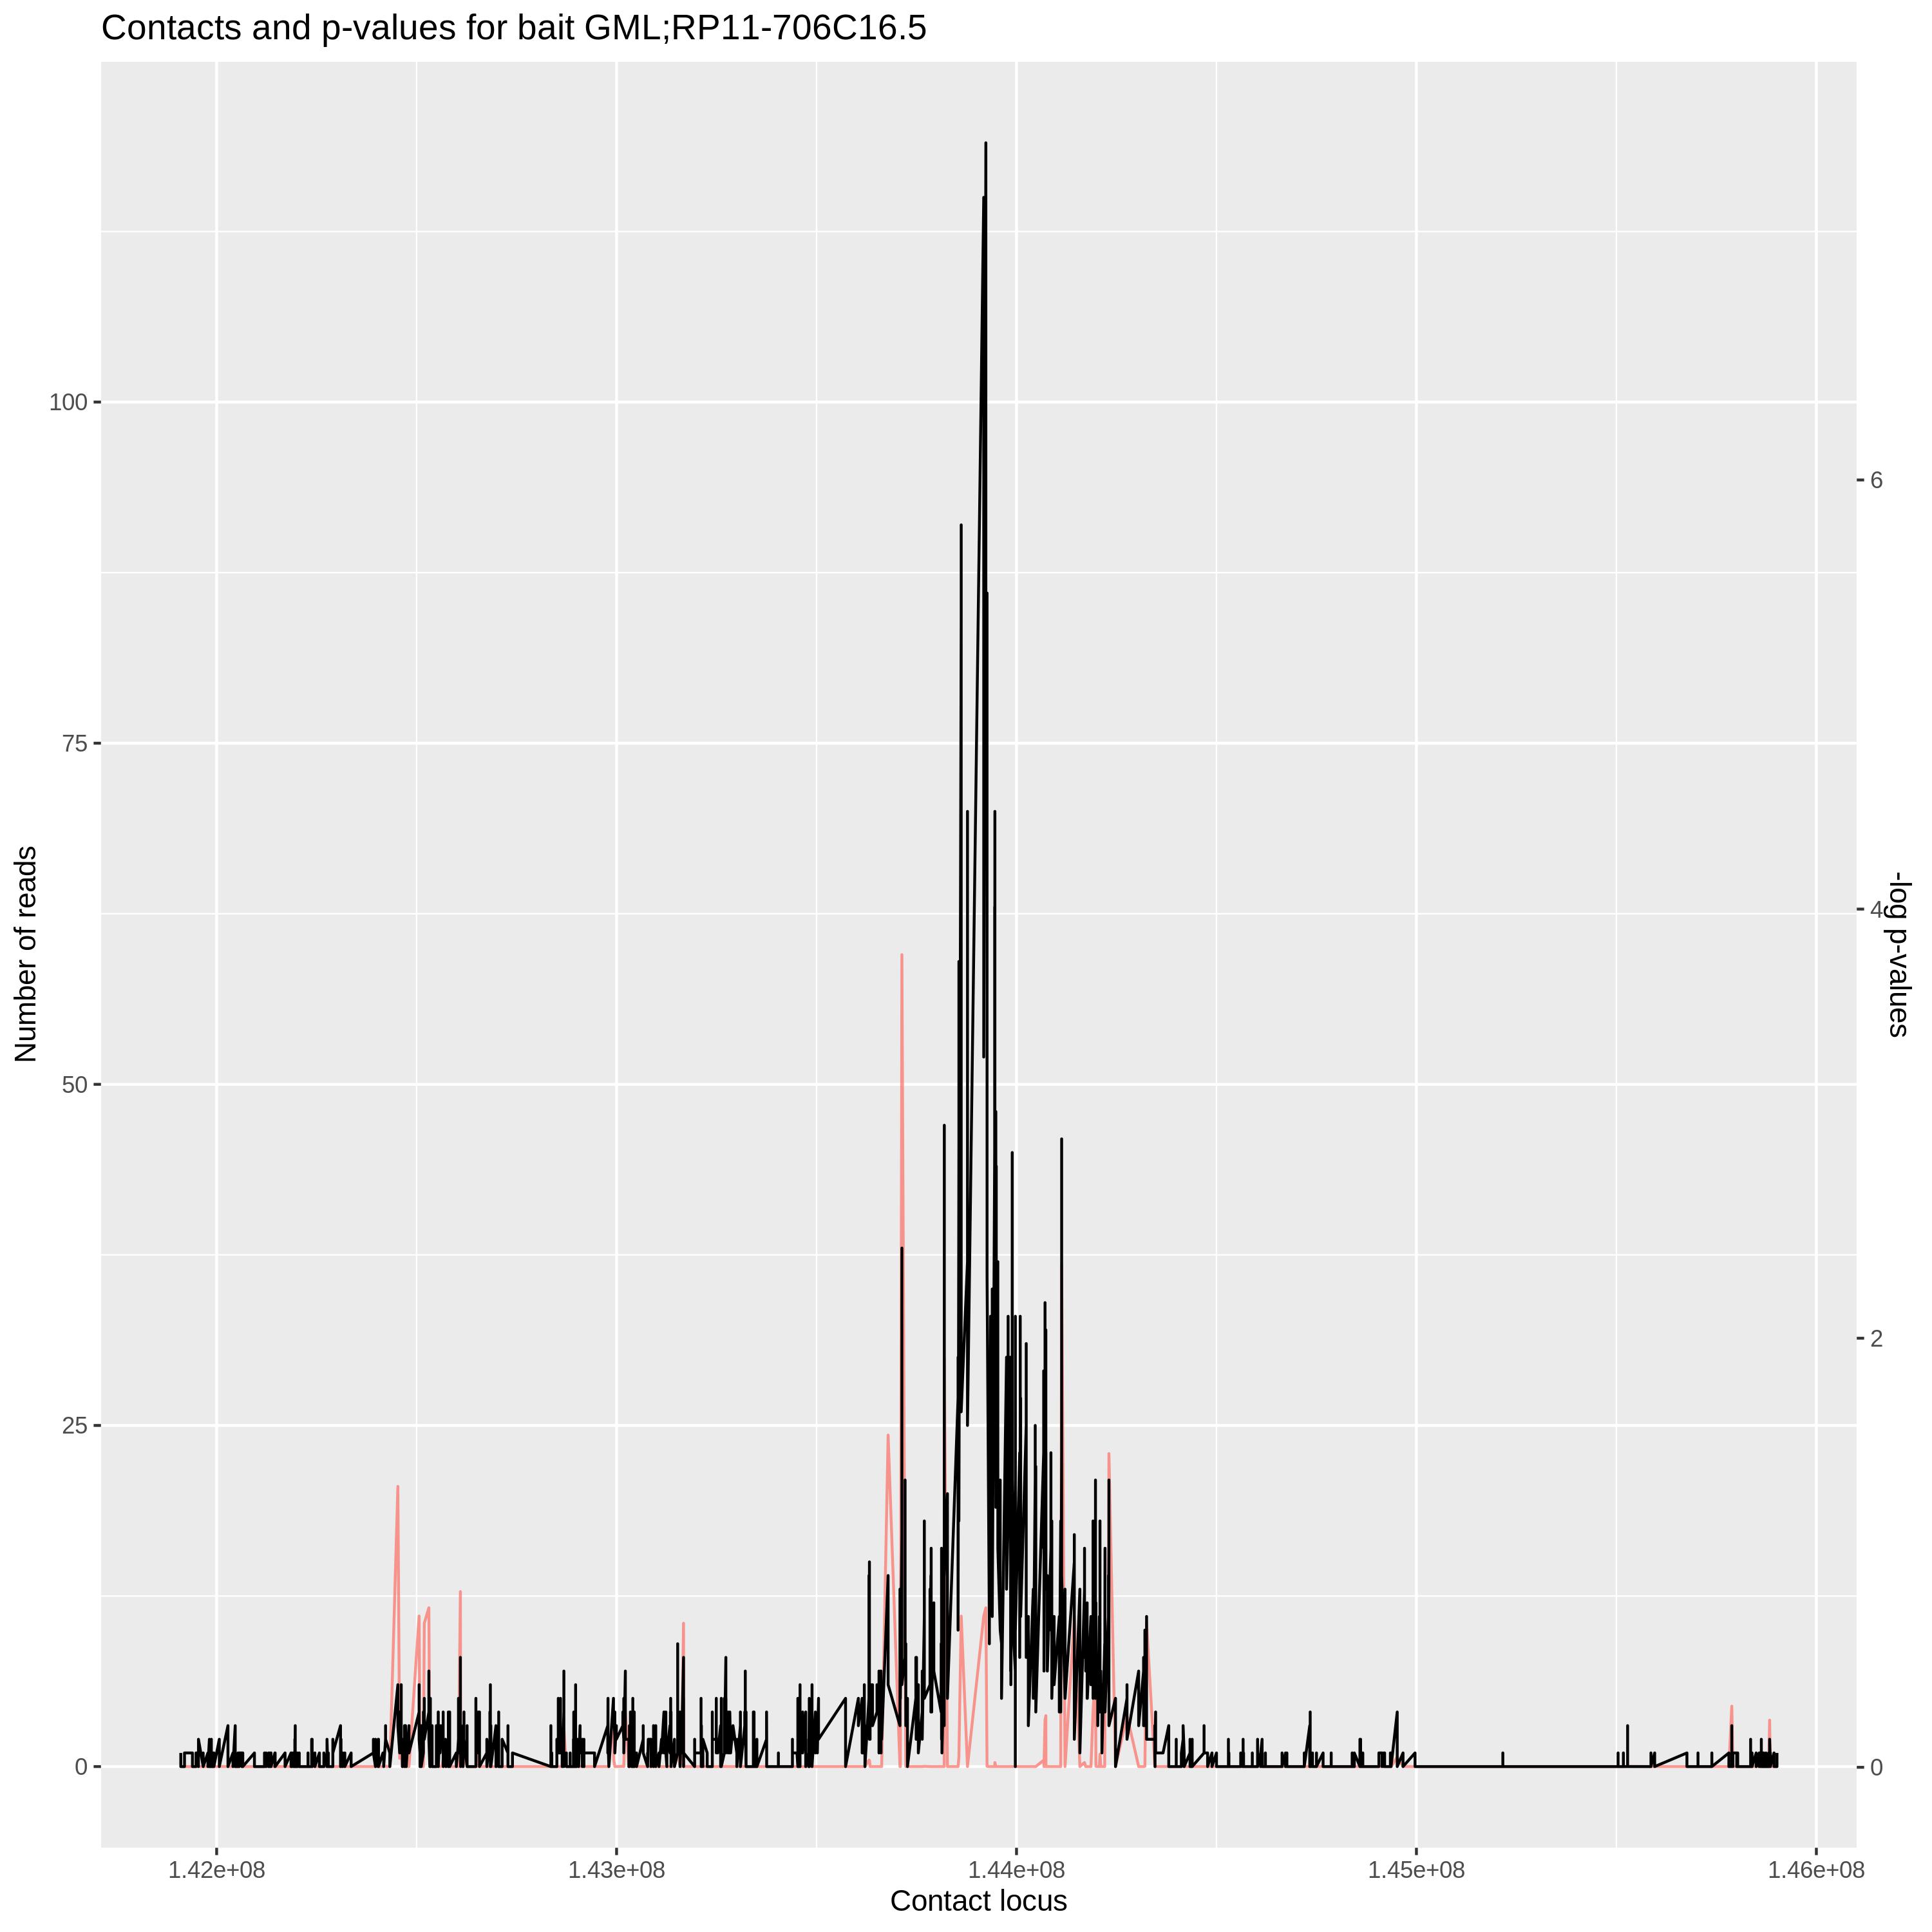 Contacts and p-values for bait GML;RP11-706C16.5
Number of reads
100
75
50
25
0
6
4
2
0
-log p-values
1.42e+08 1.43e+08 1.44e+08 1.45e+08 1.46e+08
Contact locus